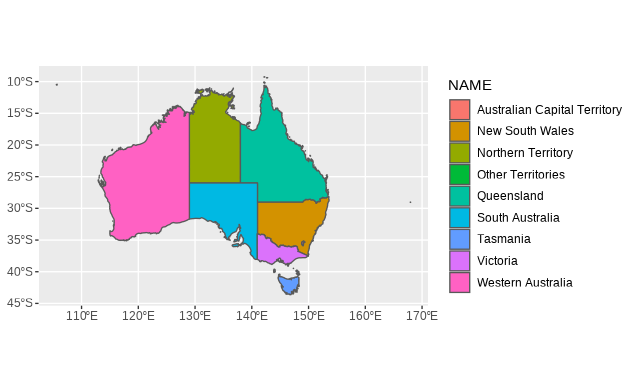 10°S
15°S
20°S
25°S
30°S
35°S
40°S
45°S
110°E 120°E 130°E 140°E 150°E 160°E 170°E
NAME
Australian Capital Territory
New South Wales
Northern Territory
Other Territories
Queensland
South Australia
Tasmania
Victoria
Western Australia